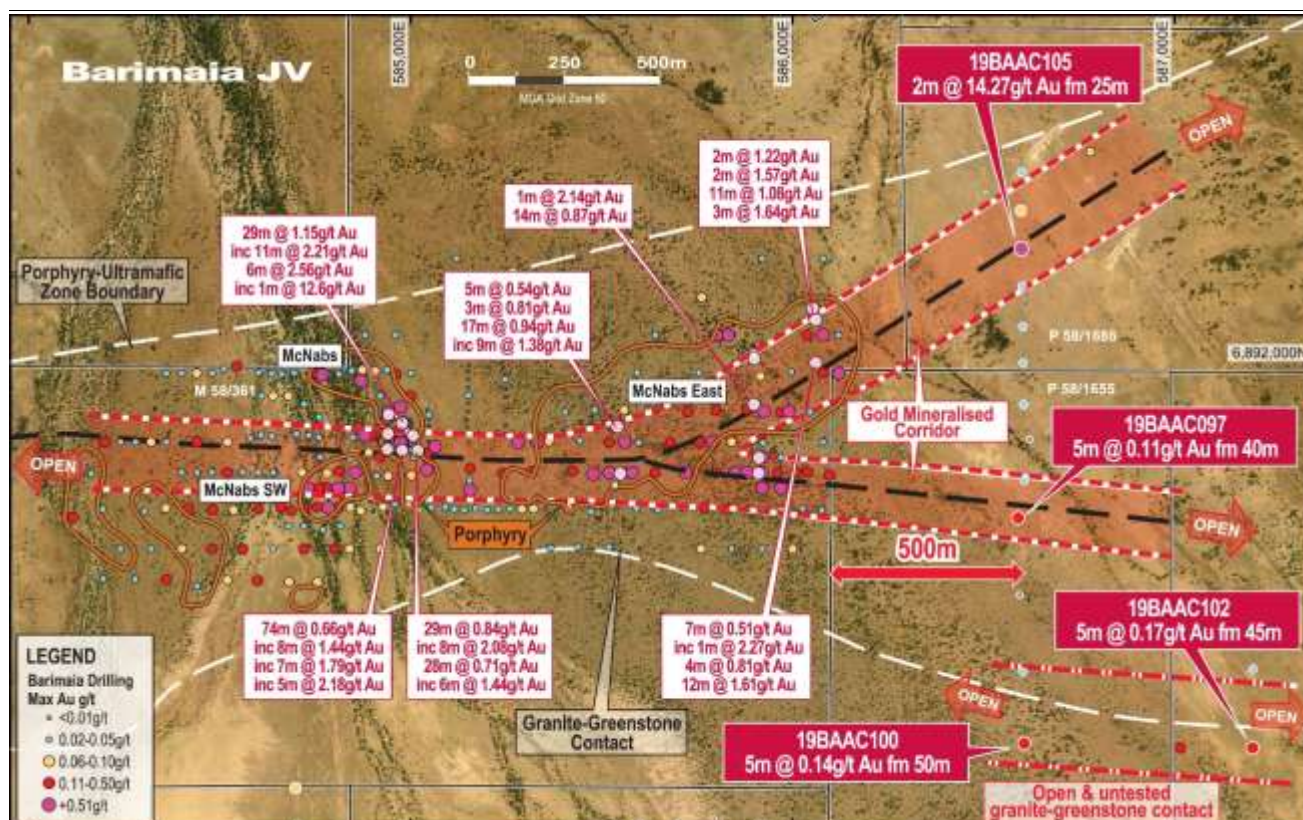 Barimaia JV
585,000E
586,000E
587,000E
0 250 500m
MGA Grid Zone 50
19BAAC105
2m @ 14.27g/t Au fm 25m
OPEN
2m @ 1.22g/t Au
2m @ 1.57g/t Au
11m @ 1.08g/t Au
3m @ 1.64g/t Au
1m @ 2.14g/t Au
14m @ 0.87g/t Au
29m @ 1.15g/t Au
inc 11m @ 2.21g/t Au
6m @ 2.56g/t Au
inc 1m @ 12.6g/t Au
Porphyry-Ultramafic
Zone Boundary
5m @ 0.54g/t Au
3m @ 0.81g/t Au
17m @ 0.94g/t Au
inc 9m @ 1.38g/t Au
P 58/1686
6,892,000N
McNabs
M 58/361
McNabs East
P 58/1655
Gold Mineralised
Corridor
19BAAC097
5m @ 0.11g/t Au fm 40m
OPEN
McNabs SW
Porphyry
OPEN
500m
19BAAC102
5m @ 0.17g/t Au fm 45m
74m @ 0.66g/t Au
inc 8m @ 1.44g/t Au
inc 7m @ 1.79g/t Au
inc 5m @ 2.18g/t Au
29m @ 0.84g/t Au
inc 8m @ 2.08g/t Au
28m @ 0.71g/t Au
inc 6m @ 1.44g/t Au
7m @ 0.51g/t Au
inc 1m @ 2.27g/t Au
4m @ 0.81g/t Au
12m @ 1.61g/t Au
OPEN
OPEN
Granite-Greenstone
Contact
19BAAC100
5m @ 0.14g/t Au fm 50m
Open & untested
granite-greenstone contact
LEGEND
Barimaia Drilling
Max Au g/t
<0.01g/t
0.02-0.05g/t
0.06-0.10g/t
0.11-0.50g/t
+0.51g/t